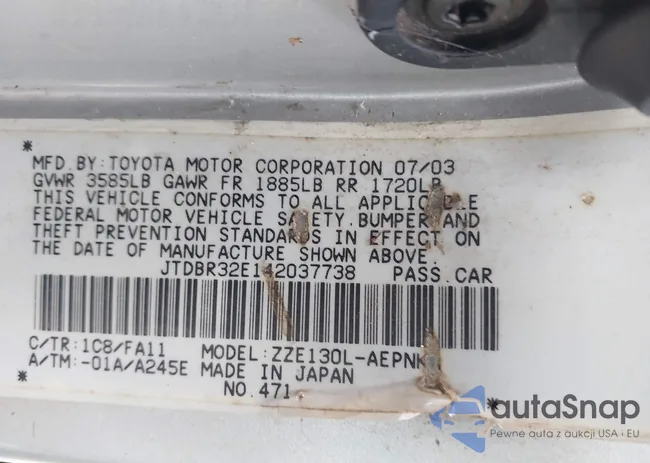 MFD.BY:TOYOTA MOTOR CORPORATION 07/03
GVWR 3585LB GAWR FR 1885LB RR 1720LB
THIS VEHICLE CONFORMS TO ALL APPLICABLE
FEDERAL MOTOR VEHICLE SAFETY,BUMPER,AND
THEFT PREVENTION STANDARDS IN EFFECT ON
THE DATE OF MANUFACTURE SHOWN ABOVE.
JTDBR32E142037738 PASS.CAR
C/TR:1C8/FA11 MODEL:ZZE130L-AEPNK
A/TM:-01A/A245E MADE IN JAPAN
NO.471
autoSnap
Pewne auta z aukcji USA i EU